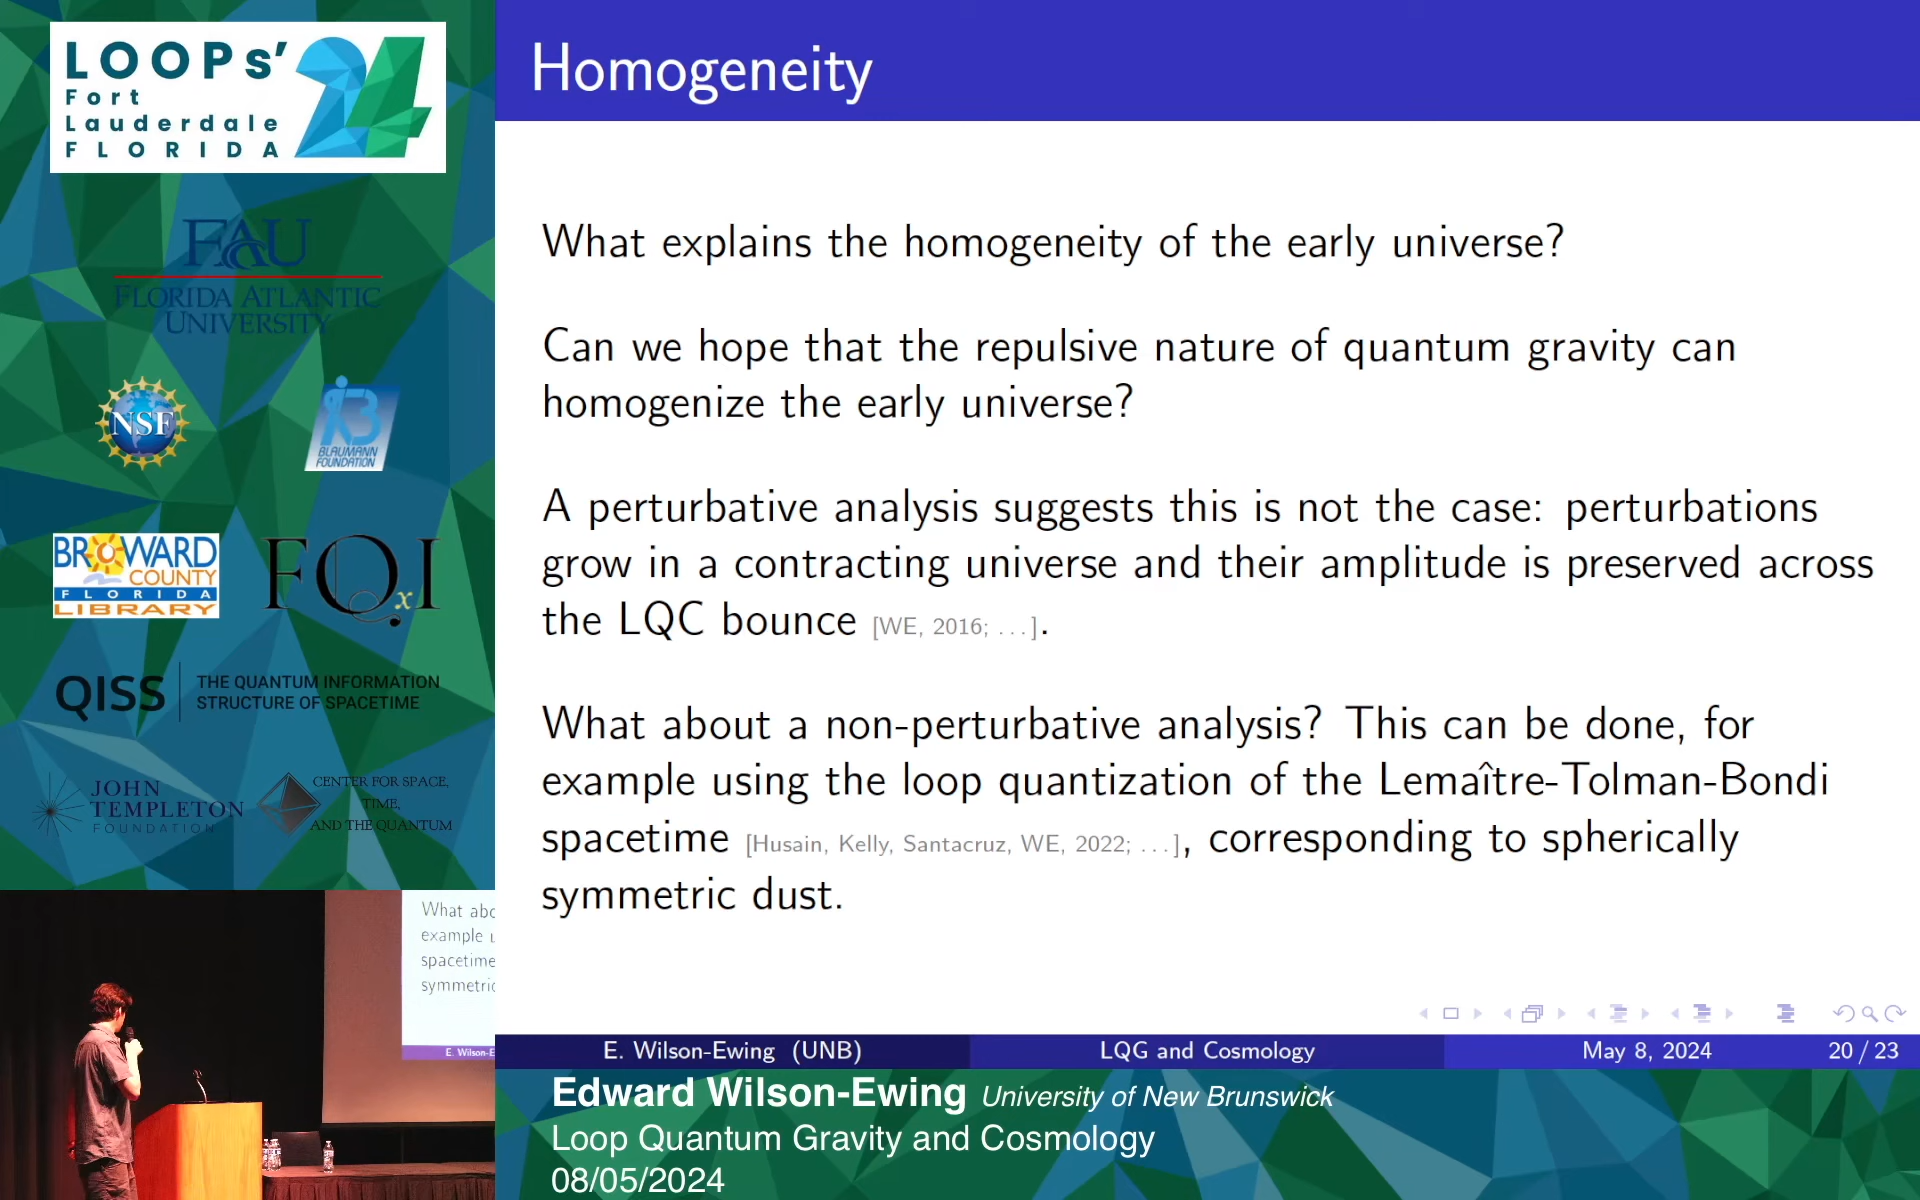 LOOPs' 24
Fort
Lauderdale
FLORIDA
FAU
FLORIDA ATLANTIC
UNIVERSITY
NSF
BLAUMANN
FOUNDATION
BROWARD
COUNTY
FLORIDA
LIBRARY
FQxI
QISS
THE QUANTUM INFORMATION
STRUCTURE OF SPACETIME
JOHN
TEMPLETON
FOUNDATION
CENTER FOR SPACE,
TIME,
AND THE QUANTUM
What abo
example u
spacetime
symmetric
E. Wilson-E
Homogeneity
What explains the homogeneity of the early universe?
Can we hope that the repulsive nature of quantum gravity can
homogenize the early universe?
A perturbative analysis suggests this is not the case: perturbations
grow in a contracting universe and their amplitude is preserved across
the LQC bounce [WE, 2016; ...].
What about a non-perturbative analysis? This can be done, for
example using the loop quantization of the Lemaître-Tolman-Bondi
spacetime [Husain, Kelly, Santacruz, WE, 2022; ...], corresponding to spherically
symmetric dust.
E. Wilson-Ewing (UNB)
LQG and Cosmology
May 8, 2024
20 / 23
Edward Wilson-Ewing University of New Brunswick
Loop Quantum Gravity and Cosmology
08/05/2024